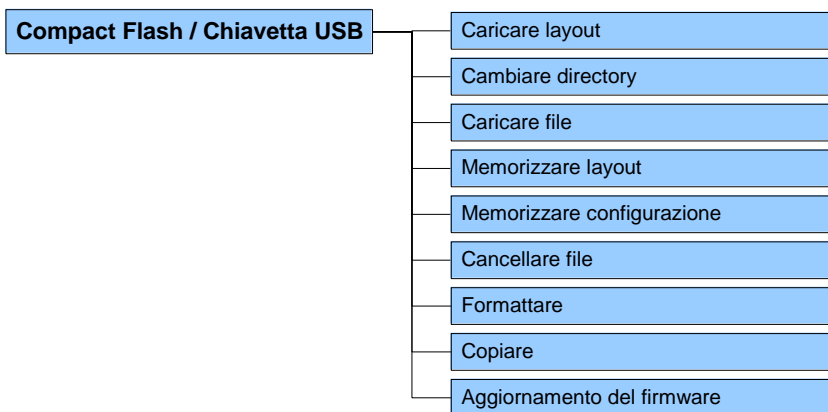 Compact Flash / Chiavetta USB
Caricare layout
Cambiare directory
Caricare file
Memorizzare layout
Memorizzare configurazione
Cancellare file
Formattare
Copiare
Aggiornamento del firmware